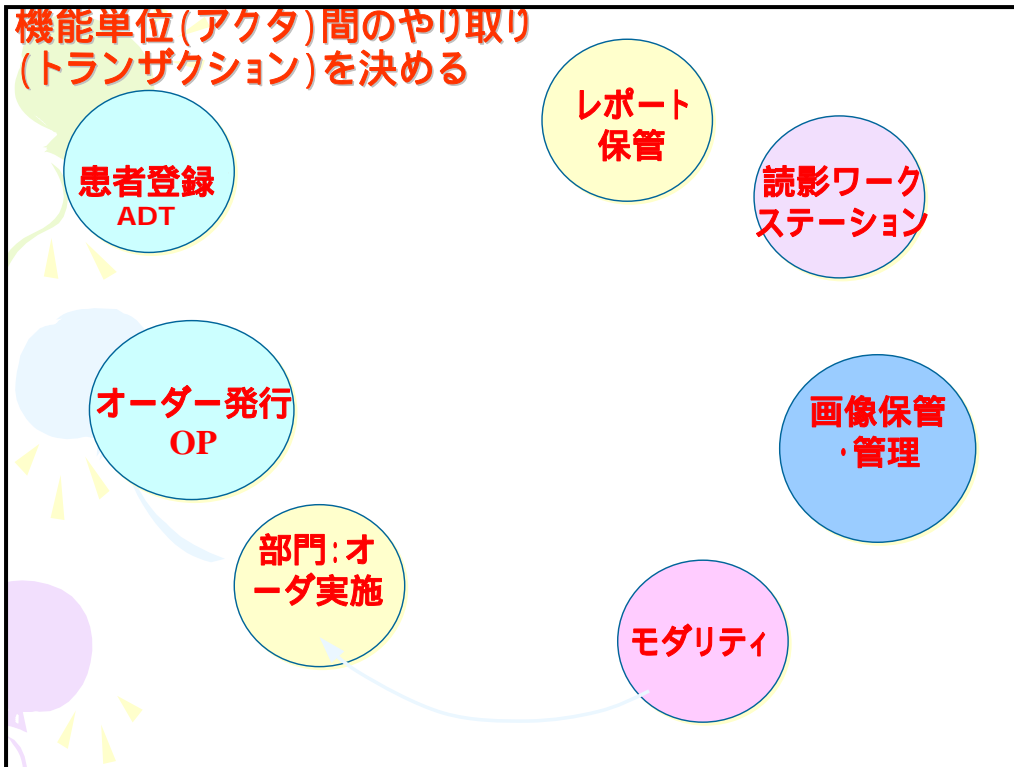 機能単位(アクタ)間のやり取り
(トランザクション)を決める
レポート
保管
読影ワーク
ステーション
患者登録
ADT
オーダー発行
OP
画像保管
・管理
部門:オ
ーダ実施
モダリティ